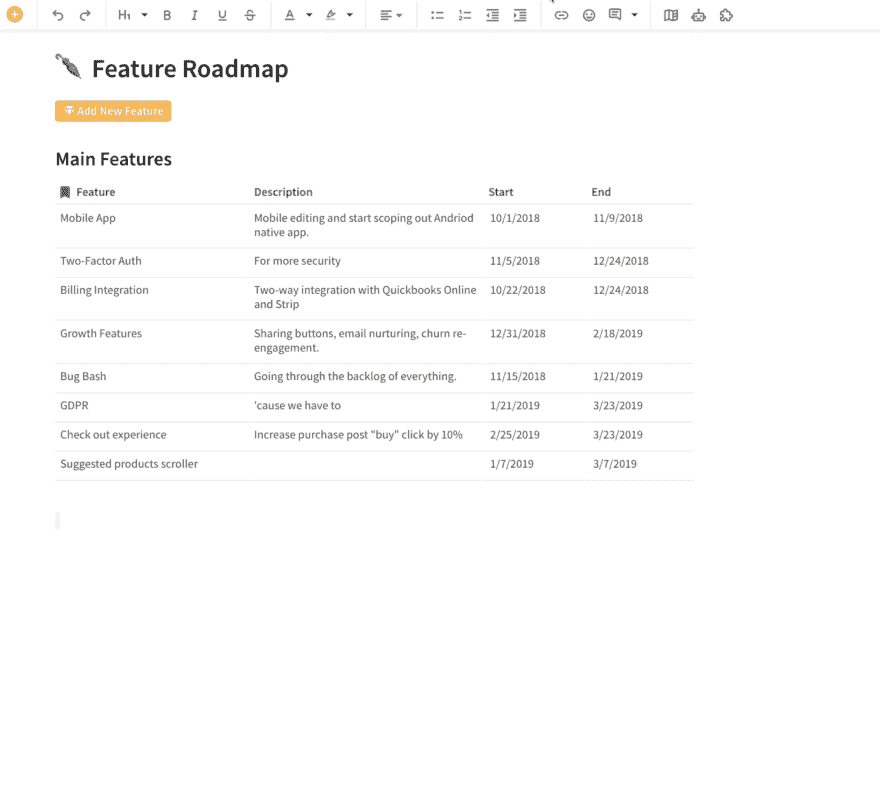 H1 B I U S A
Feature Roadmap
Add New Feature
Main Features
Feature Description Start End
Mobile App Mobile editing and start scoping out Andriod 10/1/2018 11/9/2018
native app.
Two-Factor Auth For more security 11/5/2018 12/24/2018
Billing Integration Two-way integration with Quickbooks Online 10/22/2018 12/24/2018
and Strip
Growth Features Sharing buttons, email nurturing, churn re- 12/31/2018 2/18/2019
engagement.
Bug Bash Going through the backlog of everything. 11/15/2018 1/21/2019
GDPR 'cause we have to 1/21/2019 3/23/2019
Check out experience Increase purchase post "buy" click by 10% 2/25/2019 3/23/2019
Suggested products scroller 1/7/2019 3/7/2019